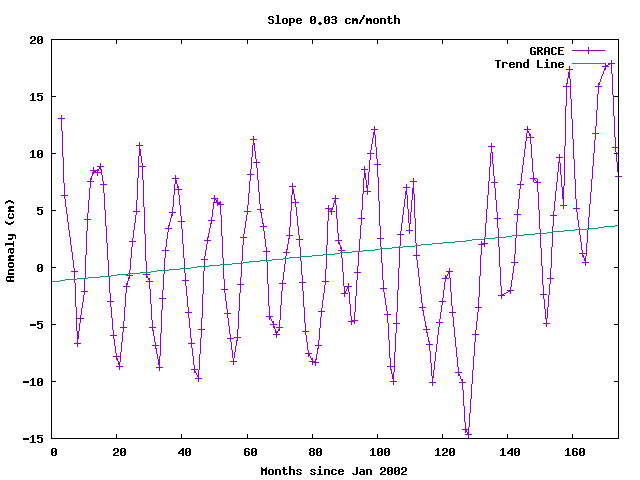 Slope 0.03 cm/month
20
GRACE
Trend Line
15
10
5
0
-5
-10
-15
Anomaly (cm)
0 20 40 60 80 100 120 140 160
Months since Jan 2002